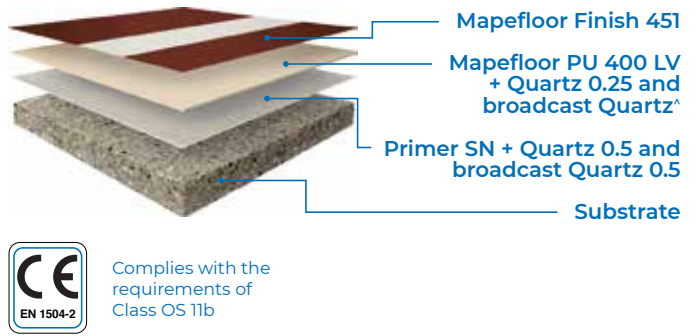 Mapefloor Finish 451
Mapefloor PU 400 LV
+ Quartz 0.25 and
broadcast Quartz^
Primer SN + Quartz 0.5 and
broadcast Quartz 0.5
Substrate
CE
EN 1504-2
Complies with the
requirements of
Class OS 11b